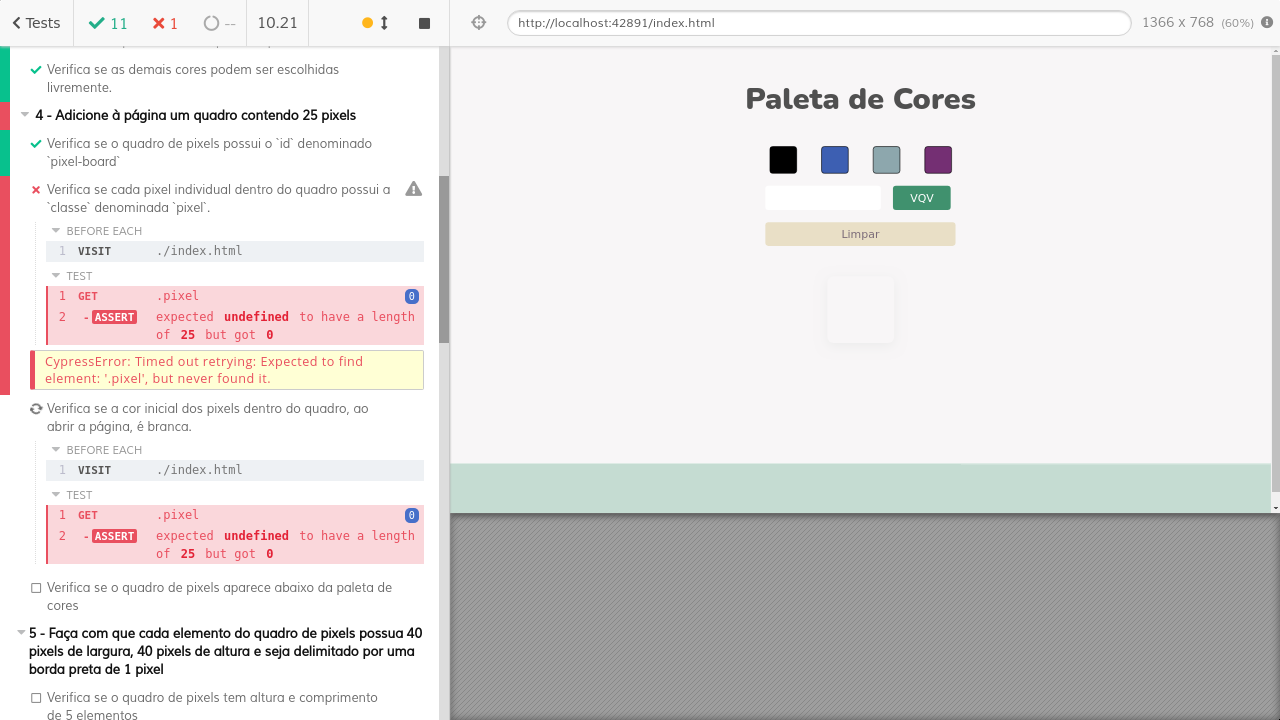 Tests
11
1
--
10.21
http://localhost:42891/index.html
1366 x 768 (60%)
Verifica se as demais cores podem ser escolhidas
livremente.
4 - Adicione à página um quadro contendo 25 pixels
Verifica se o quadro de pixels possui o `id` denominado
`pixel-board`
Verifica se cada pixel individual dentro do quadro possui a
`classe` denominada `pixel`.
BEFORE EACH
1 VISIT ./index.html
TEST
1 GET .pixel 0
2 -ASSERT expected undefined to have a length
of 25 but got 0
CypressError: Timed out retrying: Expected to find
element: '.pixel', but never found it.
Verifica se a cor inicial dos pixels dentro do quadro, ao
abrir a página, é branca.
BEFORE EACH
1 VISIT ./index.html
TEST
1 GET .pixel 0
2 -ASSERT expected undefined to have a length
of 25 but got 0
Verifica se o quadro de pixels aparece abaixo da paleta de
cores
5 - Faça com que cada elemento do quadro de pixels possua 40
pixels de largura, 40 pixels de altura e seja delimitado por uma
borda preta de 1 pixel
Verifica se o quadro de pixels tem altura e comprimento
de 5 elementos
Paleta de Cores
VQV
Limpar